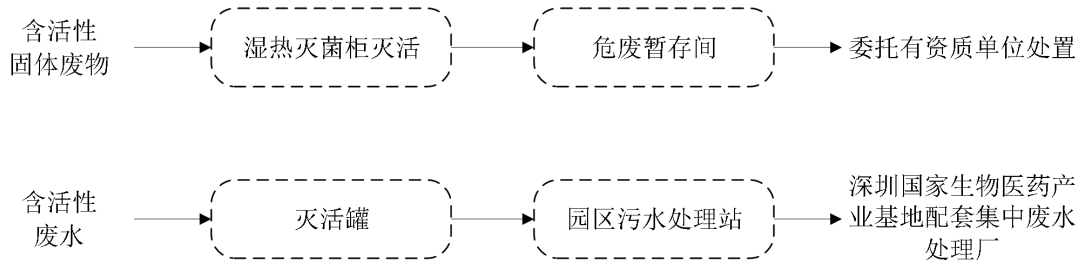 含活性
固体废物
湿热灭菌柜灭活
危废暂存间
委托有资质单位处置
含活性
废水
灭活罐
园区污水处理站
深圳国家生物医药产
业基地配套集中废水
处理厂